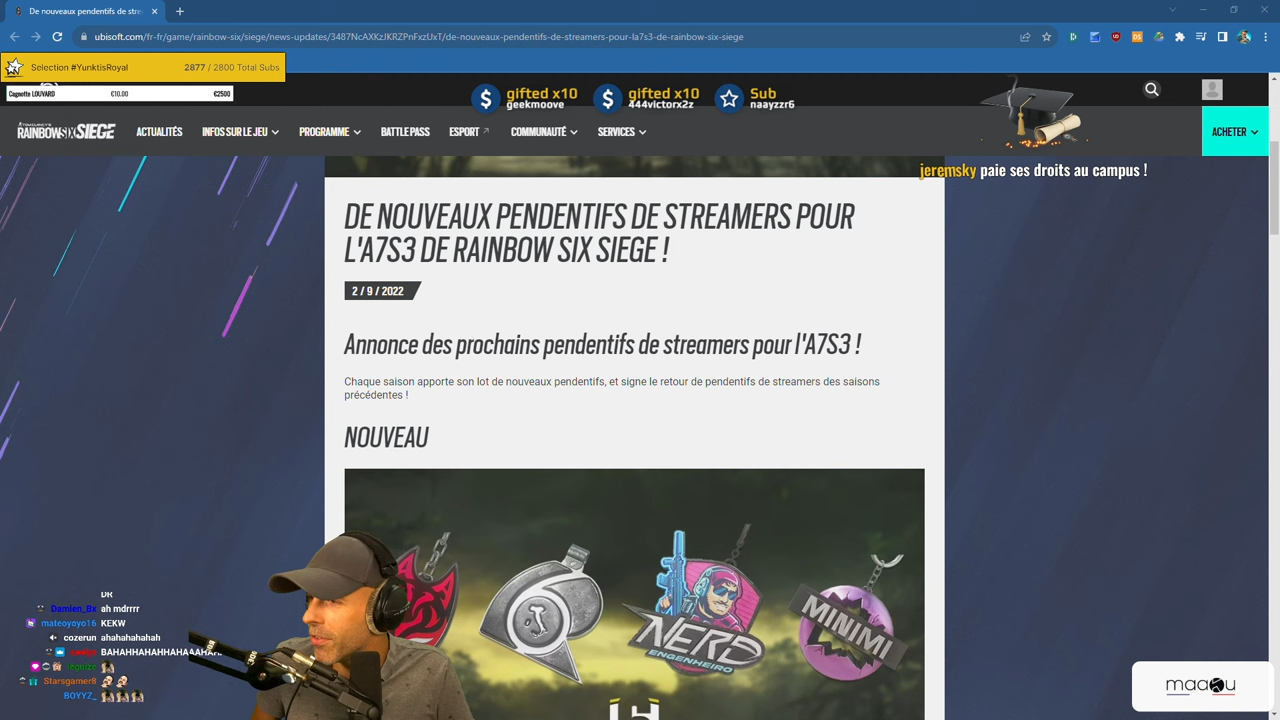 De nouveaux pendentifs de stre
ubisoft.com/fr-fr/game/rainbow-six/siege/news-updates/3487NcAXKzJKRZPnFxzUxT/de-nouveaux-pendentifs-de-streamers-pour-la7s3-de-rainbow-six-siege
Selection #YunktisRoyal 2877 / 2800 Total Subs
Cagnotte LOUVARD €10.00 €2500
gifted x10
geekmoove
gifted x10
444victorx2z
Sub
naayzzr6
RAINBOWSIX SIEGE ACTUALITÉS INFOS SUR LE JEU PROGRAMME BATTLE PASS ESPORT COMMUNAUTÉ SERVICES ACHETER
jeremsky paie ses droits au campus !
DE NOUVEAUX PENDENTIFS DE STREAMERS POUR
L'A7S3 DE RAINBOW SIX SIEGE !
2 / 9 / 2022
Annonce des prochains pendentifs de streamers pour l'A7S3 !
Chaque saison apporte son lot de nouveaux pendentifs, et signe le retour de pendentifs de streamers des saisons
précédentes !
NOUVEAU
NERD
ENGENHEIRO
MINIMI
DR
Damien_Bx ah mdrrrr
mateoyoyo16 KEKW
cozerun ahahahahahah
BAHAHHAHAHHAHAAAHA
legnize
Starsgamer8
BOYYZ_
maaKu